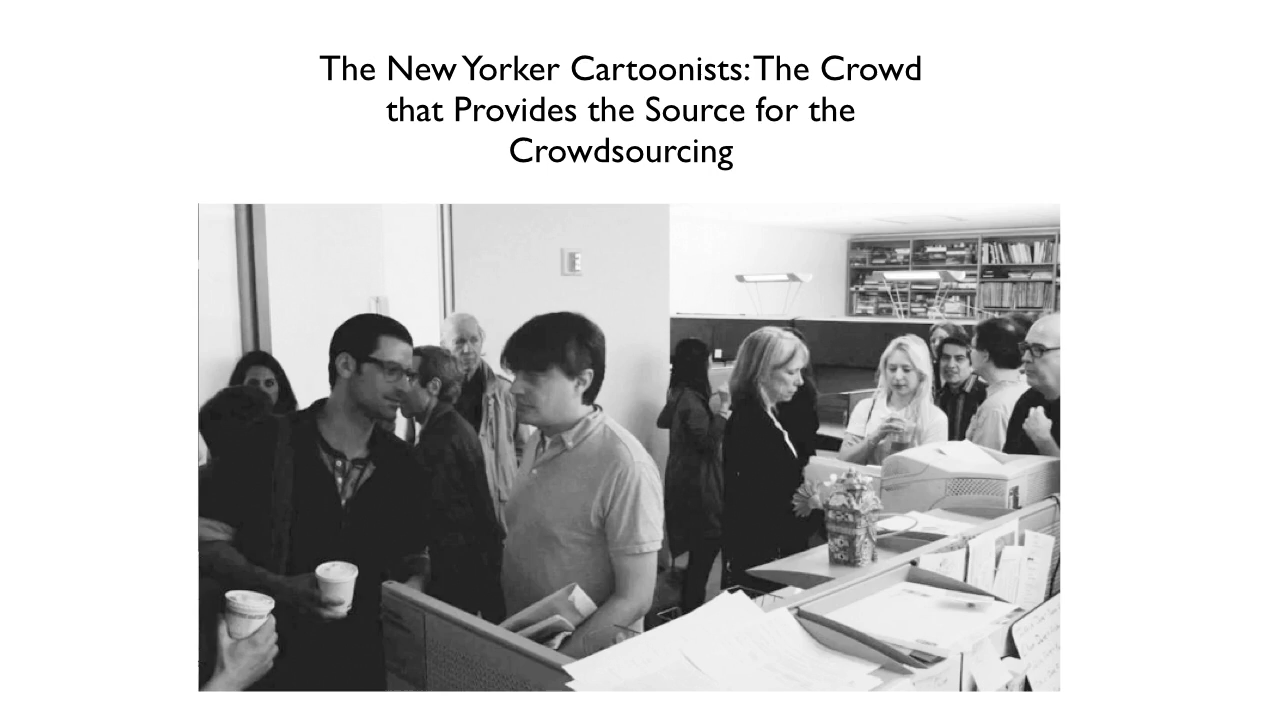 The New Yorker Cartoonists: The Crowd
that Provides the Source for the
Crowdsourcing